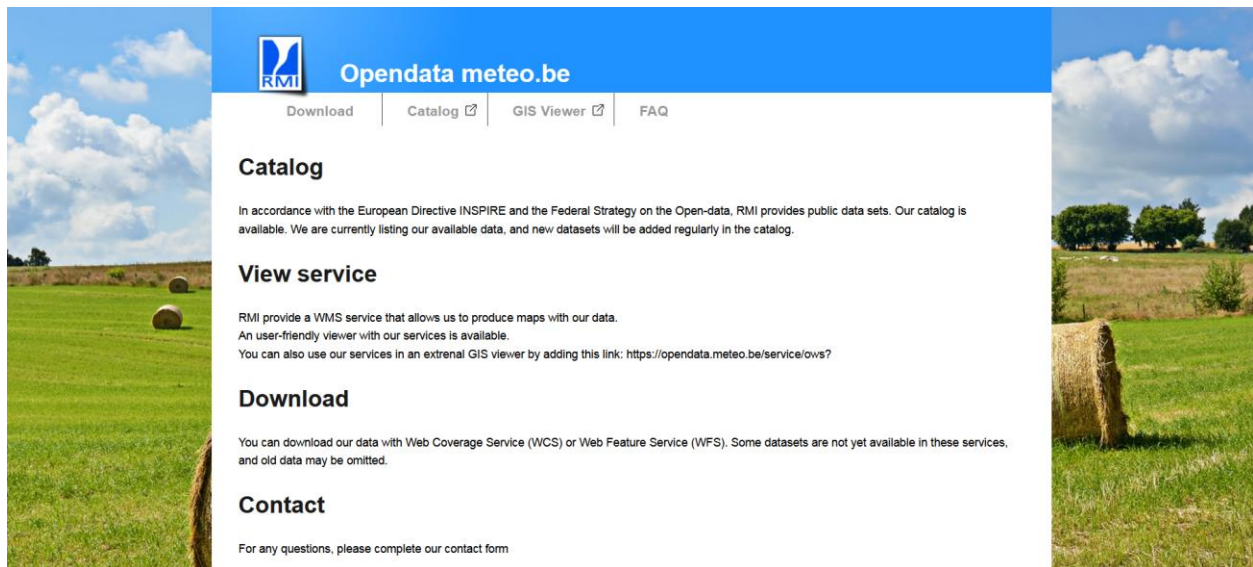 RMI
Opendata meteo.be
Download Catalog GIS Viewer FAQ
Catalog
In accordance with the European Directive INSPIRE and the Federal Strategy on the Open-data, RMI provides public data sets. Our catalog is
available. We are currently listing our available data, and new datasets will be added regularly in the catalog.
View service
RMI provide a WMS service that allows us to produce maps with our data.
An user-friendly viewer with our services is available.
You can also use our services in an extrenal GIS viewer by adding this link: https://opendata.meteo.be/service/ows?
Download
You can download our data with Web Coverage Service (WCS) or Web Feature Service (WFS). Some datasets are not yet available in these services,
and old data may be omitted.
Contact
For any questions, please complete our contact form